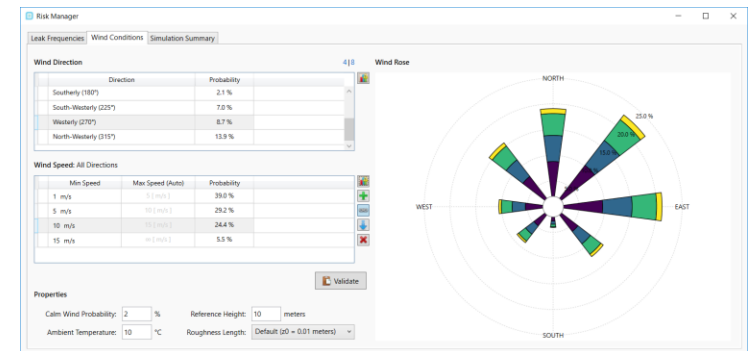 Risk Manager
Leak Frequencies Wind Conditions Simulation Summary
Wind Direction 4|8
Direction Probability
Southerly (180°) 2.1 %
South-Westerly (225°) 7.0 %
Westerly (270°) 8.7 %
North-Westerly (315°) 13.9 %
Wind Speed: All Directions
Min Speed Max Speed (Auto) Probability
1 m/s 5 [ m/s ] 39.0 %
5 m/s 10 [ m/s ] 29.2 %
10 m/s 15 [ m/s ] 24.4 %
15 m/s ∞ [ m/s ] 5.5 %
Validate
Properties
Calm Wind Probability: 2 % Reference Height: 10 meters
Ambient Temperature: 10 °C Roughness Length: Default (z0 = 0.01 meters)
Wind Rose
NORTH
25.0 %
20.0 %
15.0 %
WEST
EAST
SOUTH